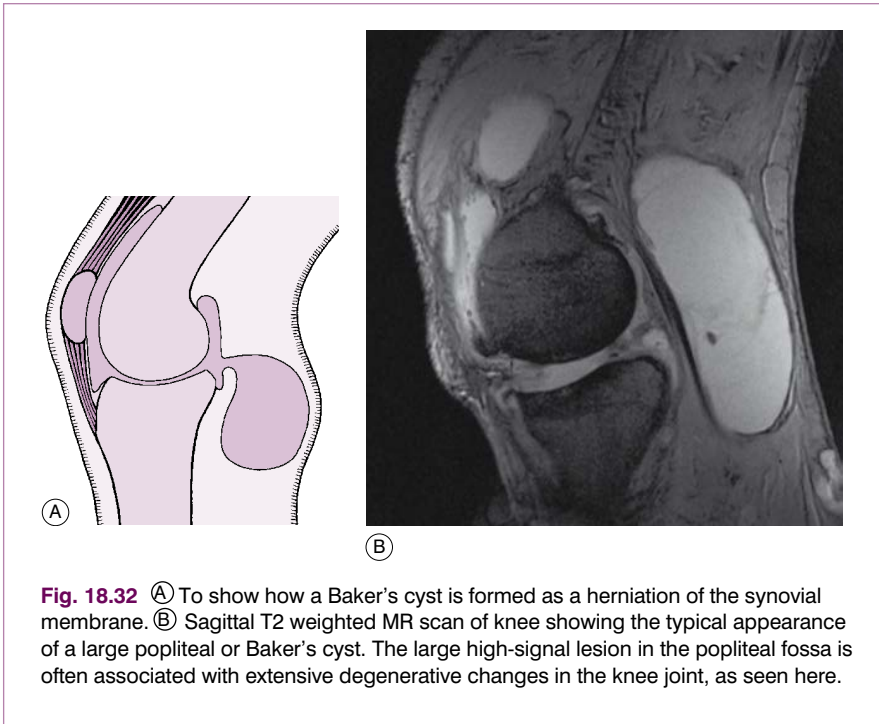 A
B
Fig. 18.32 A To show how a Baker's cyst is formed as a herniation of the synovial
membrane. B Sagittal T2 weighted MR scan of knee showing the typical appearance
of a large popliteal or Baker's cyst. The large high-signal lesion in the popliteal fossa is
often associated with extensive degenerative changes in the knee joint, as seen here.